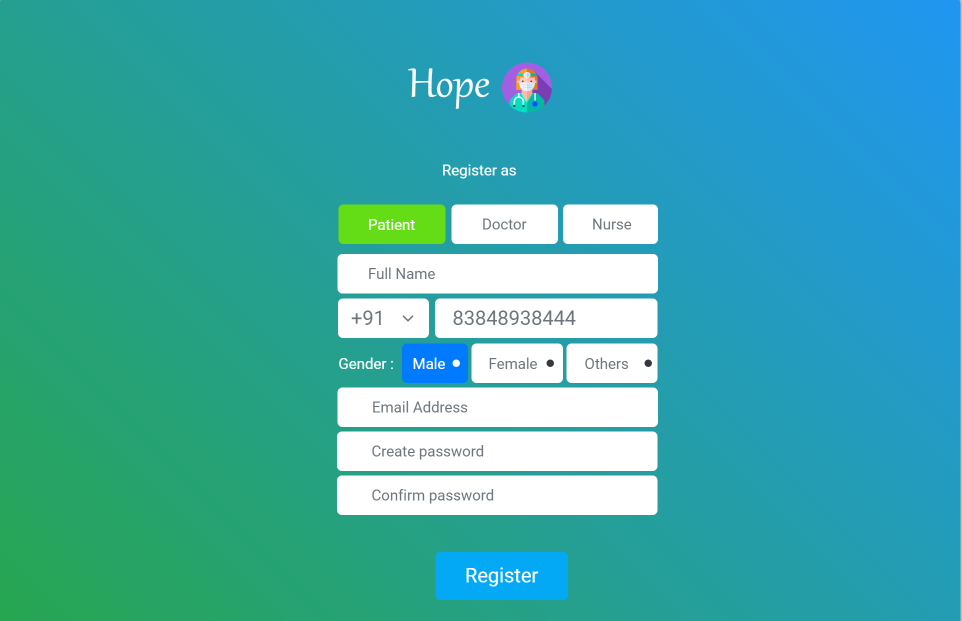 Hope
Register as
Patient Doctor Nurse
Full Name
+91 83848938444
Gender : Male Female Others
Email Address
Create password
Confirm password
Register